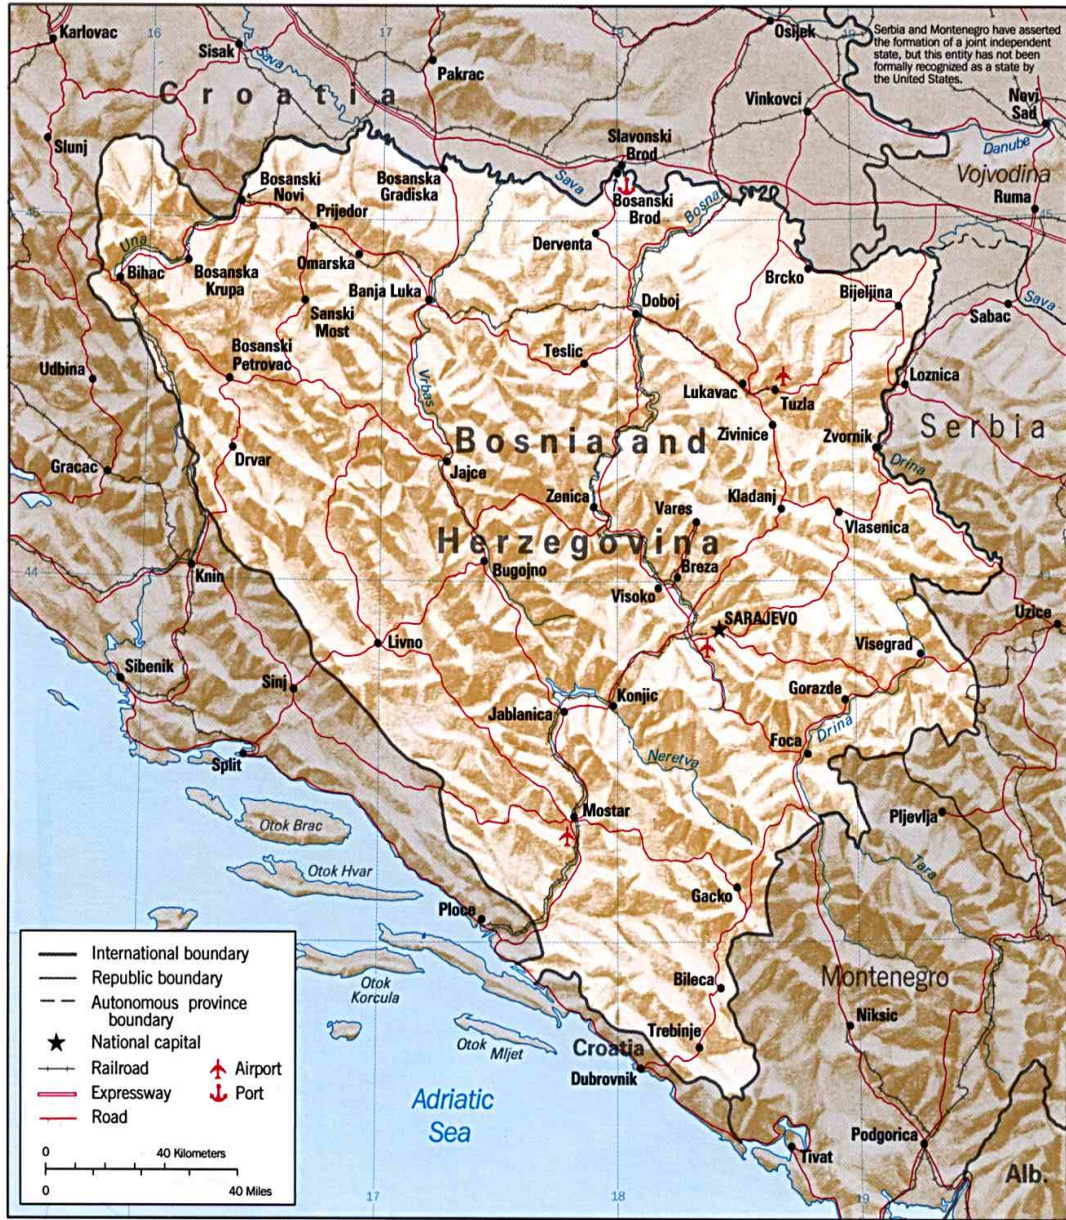 Karlovac
16
Sisak
Sava
Pakrac
18
Osijek
19
Serbia and Montenegro have asserted
the formation of a joint independent
state, but this entity has not been
formally recognized as a state by
the United States.
Croatia
Vinkovci
Nevi
Sad
Danube
Slunj
Slavonski
Brod
Vojvodina
Bosanski
Novi
Bosanska
Gradiska
Sava
Bosanski
Brod
Bosna
Ruma
45
45
Prijedor
Una
Derventa
Omarska
Bihac
Bosanska
Krupa
Banja Luka
Brcko
Bijeljina
Sava
Sabac
Sanski
Most
Doboj
Bosanski
Petrovac
Teslic
Udbina
Vrbas
Lukavac
Tuzla
Loznica
Zivinice
Zvornik
Serbia
Bosnia and
Drvar
Gracac
Jajce
Drina
Zenica
Vares
Kladanj
Vlasenica
Herzegovina
44
Knin
Bugojno
Breza
Visoko
44
Uzice
SARAJEVO
Livno
Visegrad
Sibenik
Sinj
Konjic
Gorazde
Jablanica
Drina
Foca
Neretva
Split
Mostar
Pljevlja
Otok Brac
Tara
Otok Hvar
Gacko
Ploce
Otok
Korcula
Bileca
Montenegro
Niksic
Otok
Mljet
Trebinje
Croatia
Dubrovnik
Adriatic
Sea
Podgorica
Tivat
Alb.
17
18
19
International boundary
Republic boundary
Autonomous province
boundary
National capital
Railroad
Airport
Expressway
Port
Road
0
40 Kilometers
0
40 Miles